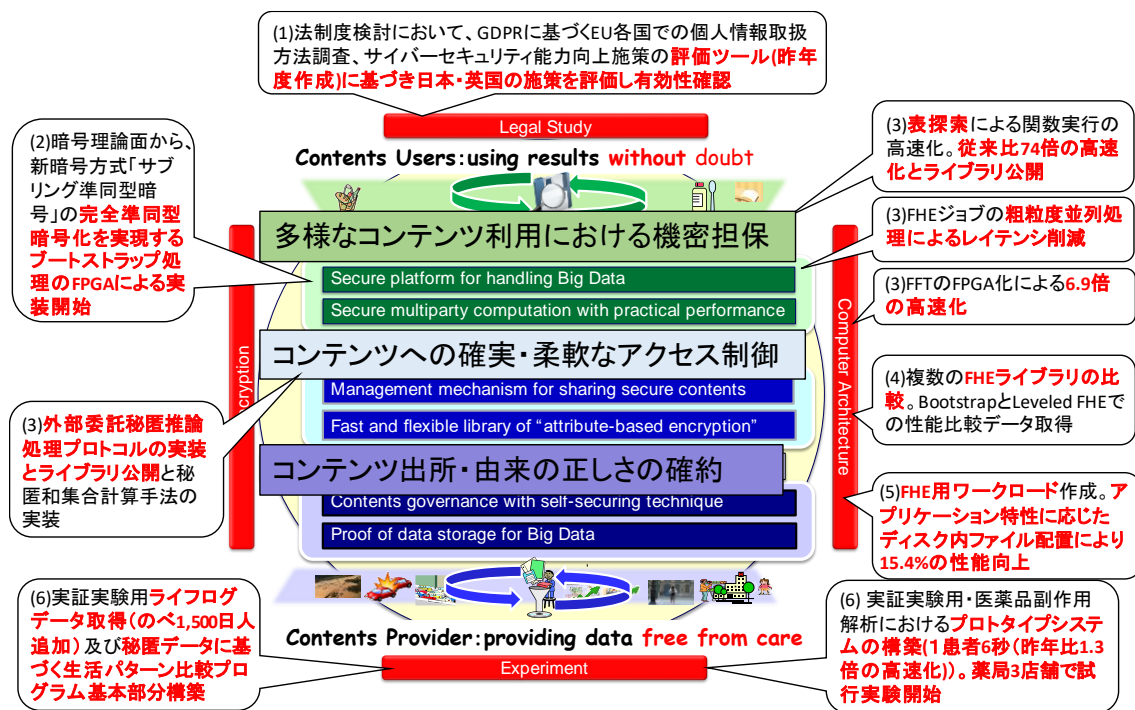 (1)法制度検討において、GDPRに基づくEU各国での個人情報取扱
方法調査、サイバーセキュリティ能力向上施策の評価ツール(昨年
度作成)に基づき日本・英国の施策を評価し有効性確認
Legal Study
Contents Users:using results without doubt
(2)暗号理論面から、
新暗号方式「サブ
リング準同型暗
号」の完全準同型
暗号化を実現する
ブートストラップ処
理のFPGAによる実
装開始
(3)表探索による関数実行の
高速化。従来比74倍の高速
化とライブラリ公開
多様なコンテンツ利用における機密担保
(3)FHEジョブの粗粒度並列処
理によるレイテンシ削減
Secure platform for handling Big Data
Secure multiparty computation with practical performance
(3)FFTのFPGA化による6.9倍
の高速化
コンテンツへの確実・柔軟なアクセス制御
Management mechanism for sharing secure contents
Fast and flexible library of “attribute-based encryption”
ncryption
Computer Architecture
(4)複数のFHEライブラリの比
較。BootstrapとLeveled FHEで
の性能比較データ取得
(3)外部委託秘匿推論
処理プロトコルの実装
とライブラリ公開と秘
匿和集合計算手法の
実装
コンテンツ出所・由来の正しさの確約
Contents governance with self-securing technique
Proof of data storage for Big Data
(5)FHE用ワークロード作成。ア
プリケーション特性に応じた
ディスク内ファイル配置により
15.4%の性能向上
(6)実証実験用ライフログ
データ取得(のべ1,500日人
追加)及び秘匿データに基
づく生活パターン比較プロ
グラム基本部分構築
Contents Provider:providing data free from care
Experiment
(6) 実証実験用・医薬品副作用
解析におけるプロトタイプシステ
ムの構築(1患者6秒(昨年比1.3
倍の高速化))。薬局3店舗で試
行実験開始